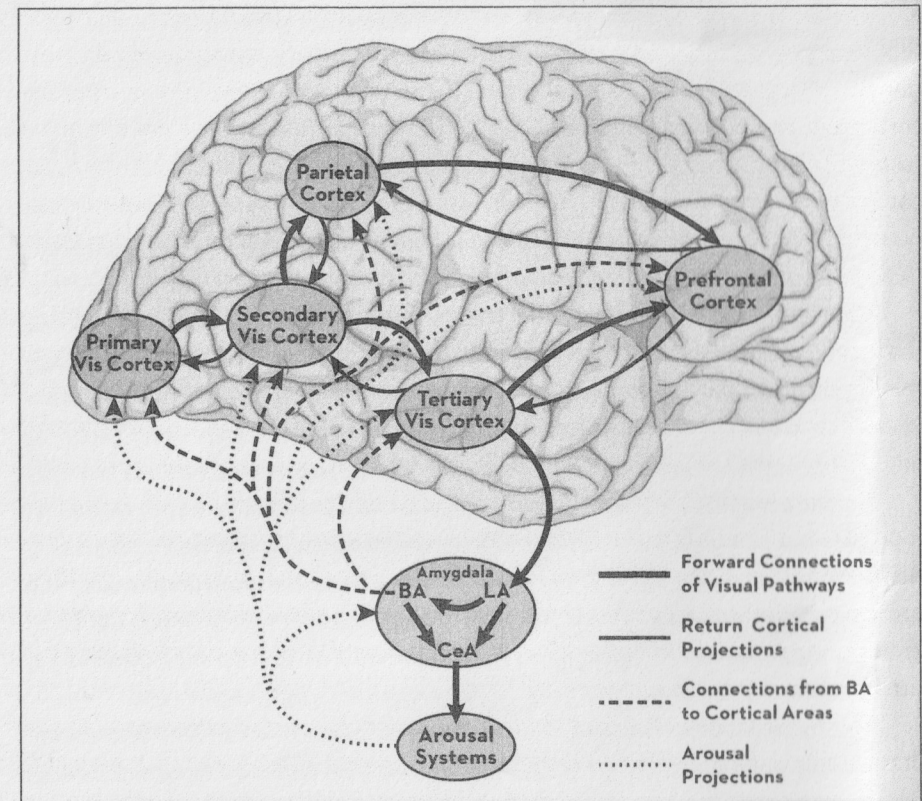 Parietal
Cortex
Prefrontal
Cortex
Secondary
Vis Cortex
Primary
Vis Cortex
Tertiary
Vis Cortex
Amygdala
BA
LA
CeA
Arousal
Systems
Forward Connections
of Visual Pathways
Return Cortical
Projections
Connections from BA
to Cortical Areas
Arousal
Projections